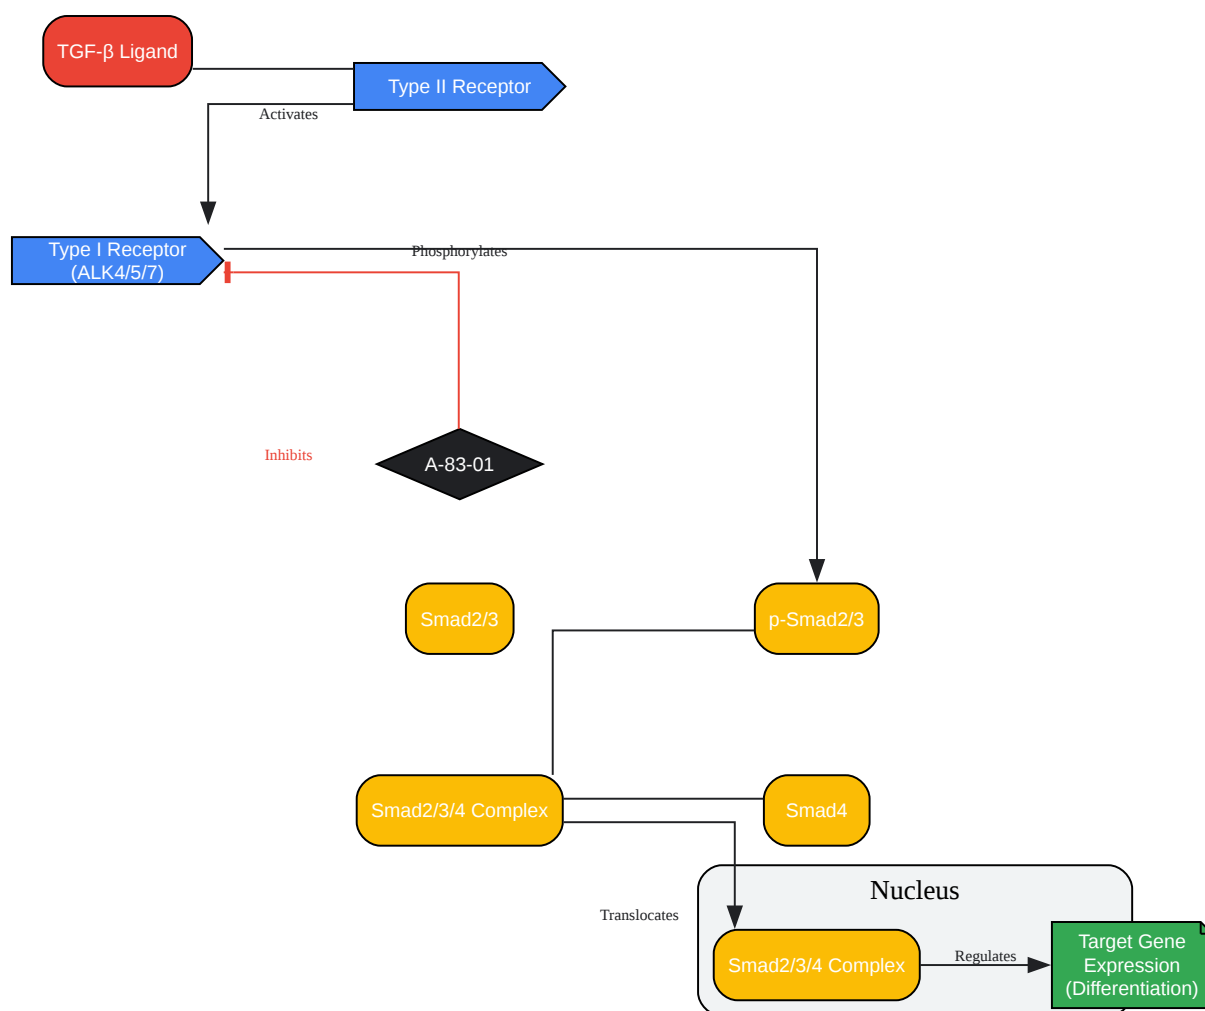 TGF-β Ligand
Type II Receptor
Activates
Type I Receptor
(ALK4/5/7)
Phosphorylates
Inhibits
A-83-01
Smad2/3
p-Smad2/3
Smad2/3/4 Complex
Smad4
Nucleus
Translocates
Smad2/3/4 Complex
Regulates
Target Gene
Expression
(Differentiation)